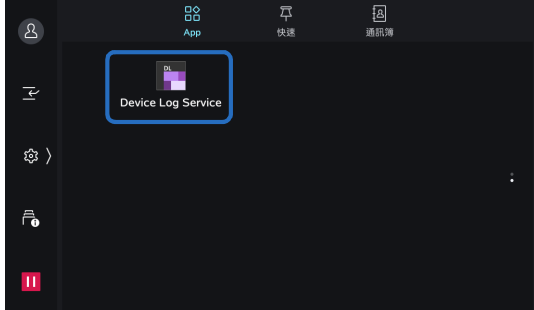 App
快速
通訊簿
DL
Device Log Service